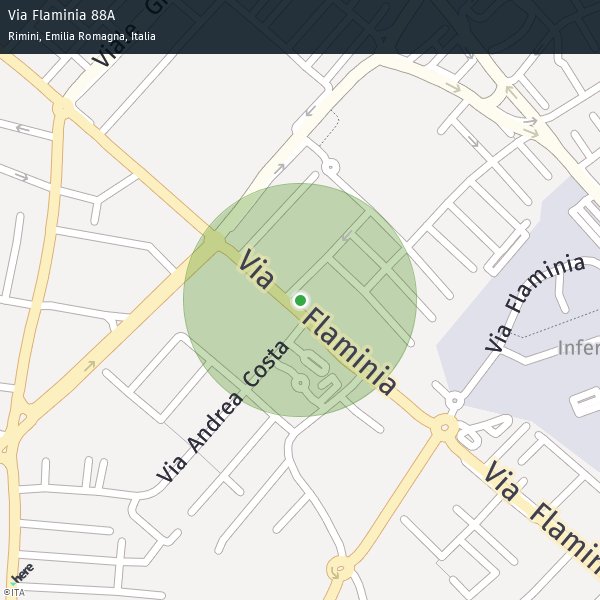 Via Flaminia 88A
Rimini, Emilia Romagna, Italia
Viale
Via Flaminia
Via Flaminia
Infer
Via Andrea Costa
Via Flamin
here
©ITA